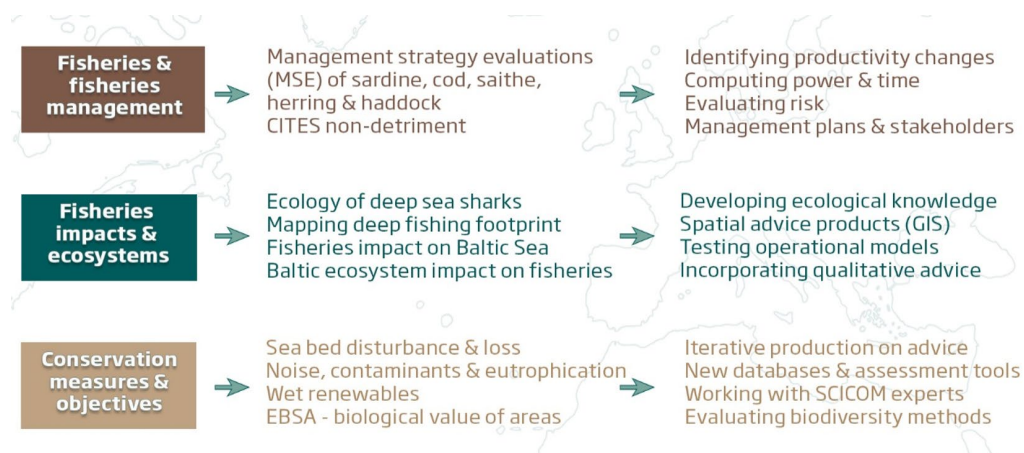 Fisheries &
fisheries
management
Management strategy evaluations
(MSE) of sardine, cod, saithe,
herring & haddock
CITES non-detriment
Identifying productivity changes
Computing power & time
Evaluating risk
Management plans & stakeholders
Fisheries
impacts &
ecosystems
Ecology of deep sea sharks
Mapping deep fishing footprint
Fisheries impact on Baltic Sea
Baltic ecosystem impact on fisheries
Developing ecological knowledge
Spatial advice products (GIS)
Testing operational models
Incorporating qualitative advice
Conservation
measures &
objectives
Sea bed disturbance & loss
Noise, contaminants & eutrophication
Wet renewables
EBSA - biological value of areas
Iterative production on advice
New databases & assessment tools
Working with SCICOM experts
Evaluating biodiversity methods